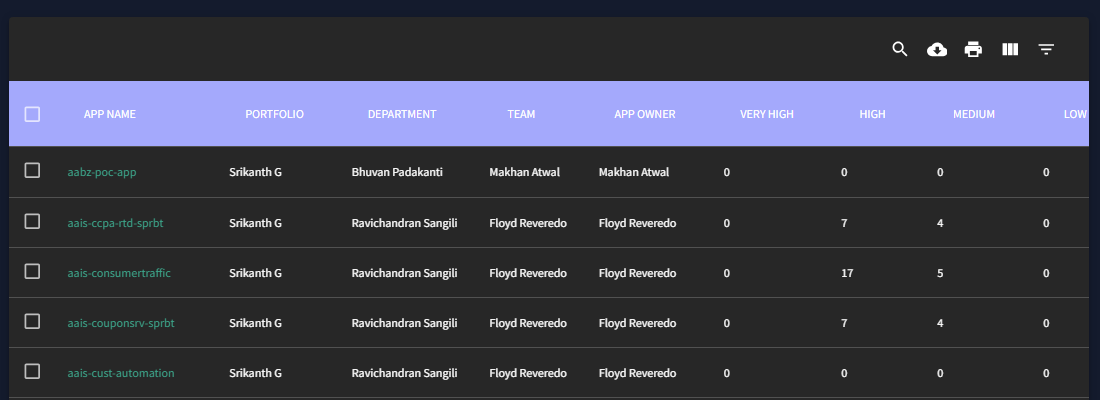 APP NAME PORTFOLIO DEPARTMENT TEAM APP OWNER VERY HIGH HIGH MEDIUM LOW
aabz-poc-app Srikanth G Bhuvan Padakanti Makhan Atwal Makhan Atwal 0 0 0 0
aais-ccpa-rtd-sprbt Srikanth G Ravichandran Sangili Floyd Reveredo Floyd Reveredo 0 7 4 0
aais-consumertraffic Srikanth G Ravichandran Sangili Floyd Reveredo Floyd Reveredo 0 17 5 0
aais-couponsrv-sprbt Srikanth G Ravichandran Sangili Floyd Reveredo Floyd Reveredo 0 7 4 0
aais-cust-automation Srikanth G Ravichandran Sangili Floyd Reveredo Floyd Reveredo 0 0 0 0